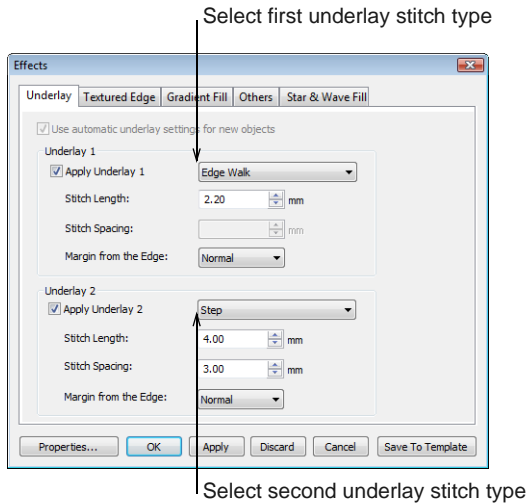 Select first underlay stitch type
Effects
Underlay Textured Edge Gradient Fill Others Star & Wave Fill
Use automatic underlay settings for new objects
Underlay 1
Apply Underlay 1 Edge Walk
Stitch Length: 2.20 mm
Stitch Spacing: mm
Margin from the Edge: Normal
Underlay 2
Apply Underlay 2 Step
Stitch Length: 4.00 mm
Stitch Spacing: 3.00 mm
Margin from the Edge: Normal
Properties... OK Apply Discard Cancel Save To Template
Select second underlay stitch type